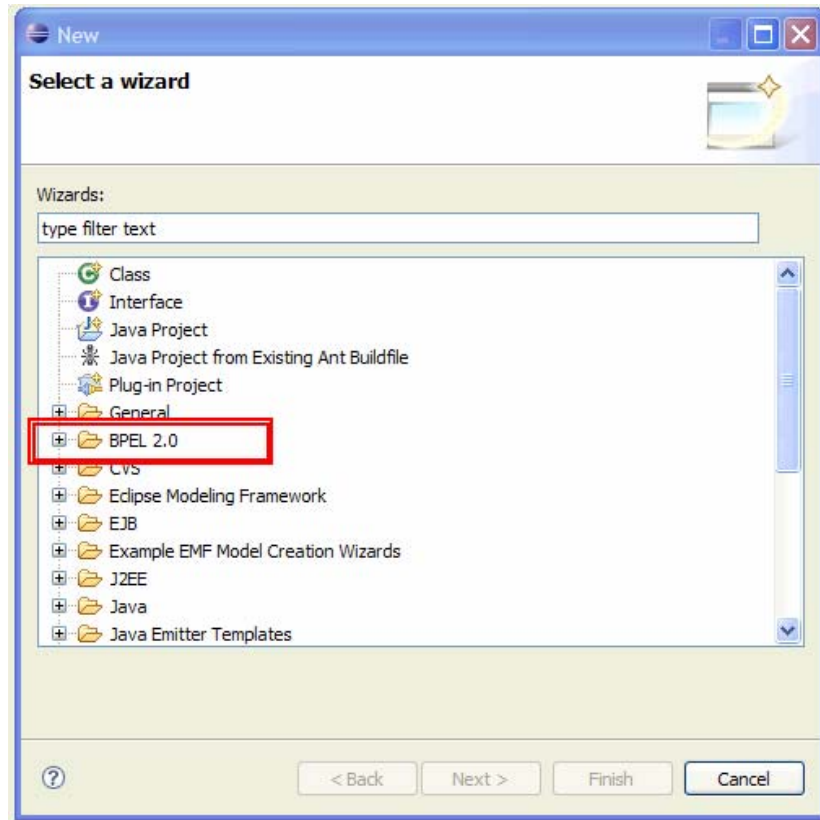 New
Select a wizard
Wizards:
type filter text
Class
Interface
Java Project
Java Project from Existing Ant Buildfile
Plug-in Project
General
BPEL 2.0
CVS
Eclipse Modeling Framework
EJB
Example EMF Model Creation Wizards
J2EE
Java
Java Emitter Templates
< Back
Next >
Finish
Cancel